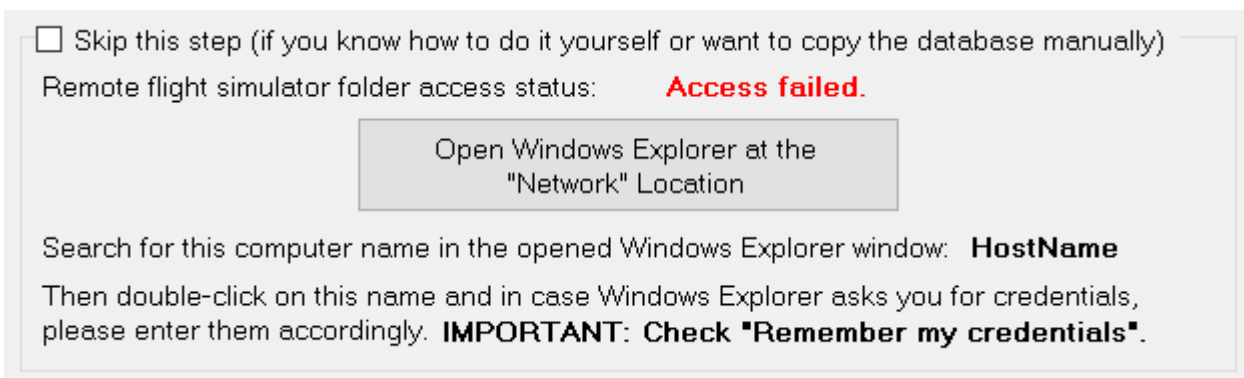 Skip this step (if you know how to do it yourself or want to copy the database manually)
Remote flight simulator folder access status: Access failed.
Open Windows Explorer at the
"Network" Location
Search for this computer name in the opened Windows Explorer window: HostName
Then double-click on this name and in case Windows Explorer asks you for credentials,
please enter them accordingly. IMPORTANT: Check "Remember my credentials".